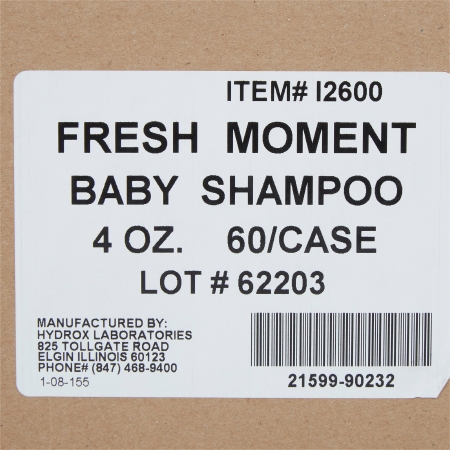 ITEM# I2600
FRESH MOMENT
BABY SHAMPOO
4 OZ. 60/CASE
LOT # 62203
MANUFACTURED BY:
HYDROX LABORATORIES
825 TOLLGATE ROAD
ELGIN ILLINOIS 60123
PHONE# (847) 468-9400
1-08-155
21599-90232